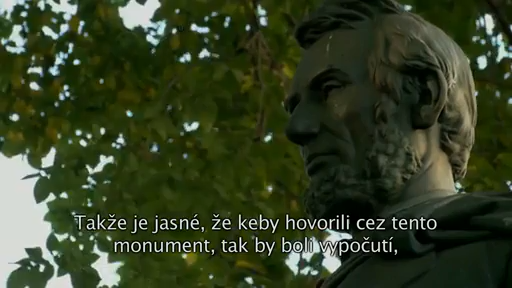 Takže je jasné, že keby hovorili cez tento
monument, tak by boli vypočutí,